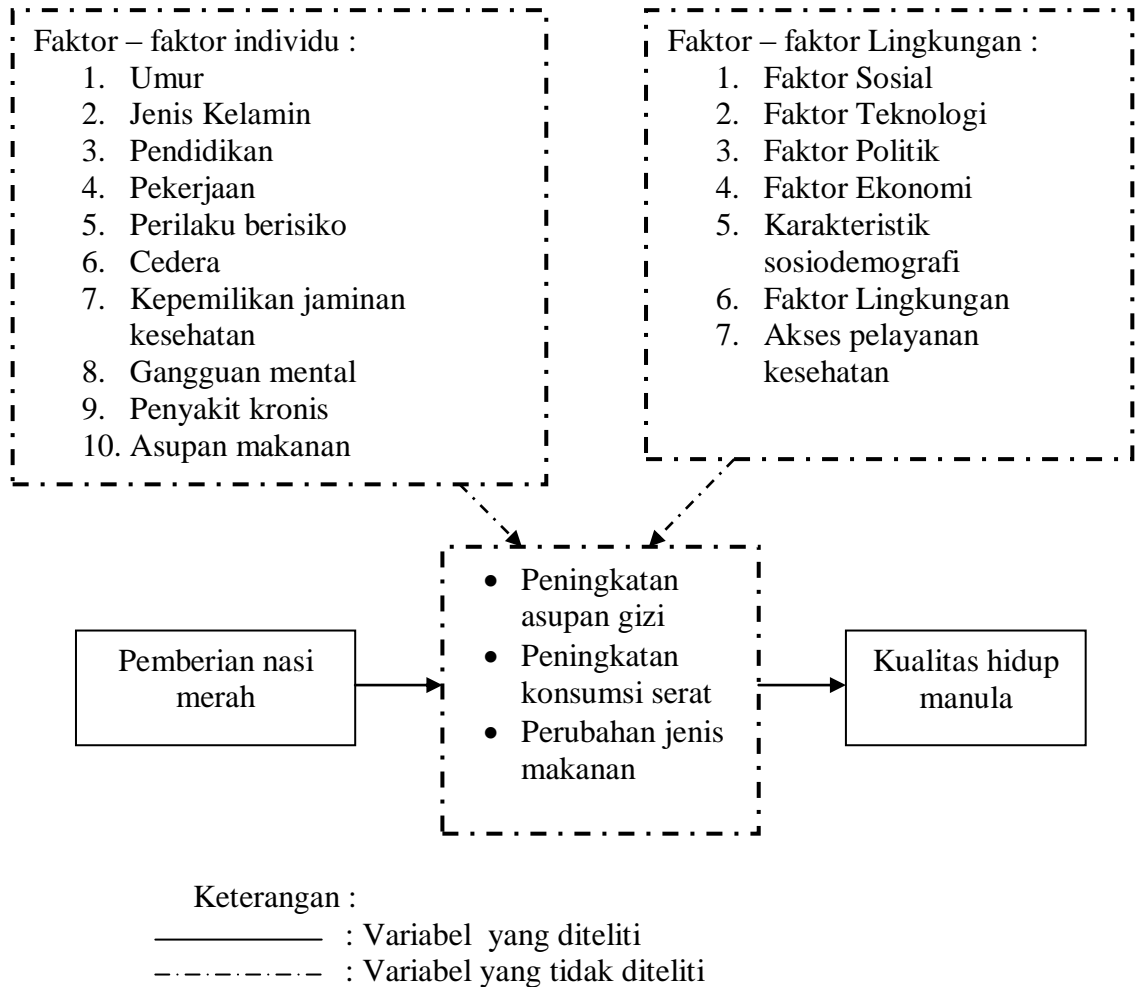 Faktor – faktor individu :
1. Umur
2. Jenis Kelamin
3. Pendidikan
4. Pekerjaan
5. Perilaku berisiko
6. Cedera
7. Kepemilikan jaminan
kesehatan
8. Gangguan mental
9. Penyakit kronis
10. Asupan makanan
Faktor – faktor Lingkungan :
1. Faktor Sosial
2. Faktor Teknologi
3. Faktor Politik
4. Faktor Ekonomi
5. Karakteristik
sosiodemografi
6. Faktor Lingkungan
7. Akses pelayanan
kesehatan
Pemberian nasi
merah
• Peningkatan
asupan gizi
• Peningkatan
konsumsi serat
• Perubahan jenis
makanan
Kualitas hidup
manula
Keterangan :
: Variabel yang diteliti
: Variabel yang tidak diteliti